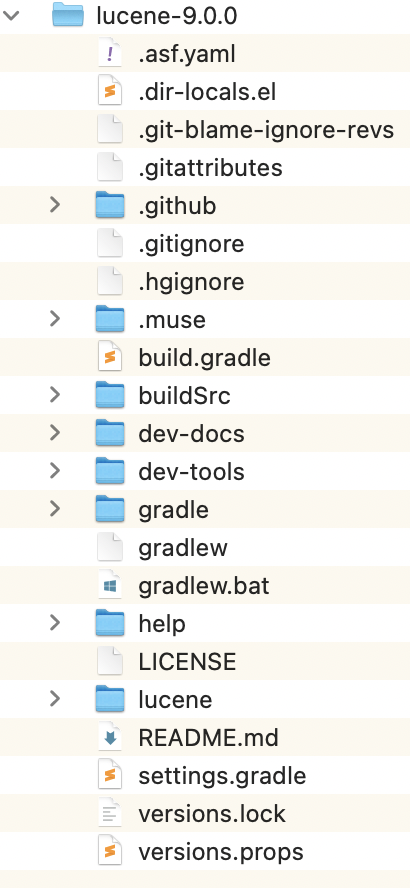 lucene-9.0.0
.asf.yaml
.dir-locals.el
.git-blame-ignore-revs
.gitattributes
.github
.gitignore
.hgignore
.muse
build.gradle
buildSrc
dev-docs
dev-tools
gradle
gradlew
gradlew.bat
help
LICENSE
lucene
README.md
settings.gradle
versions.lock
versions.props